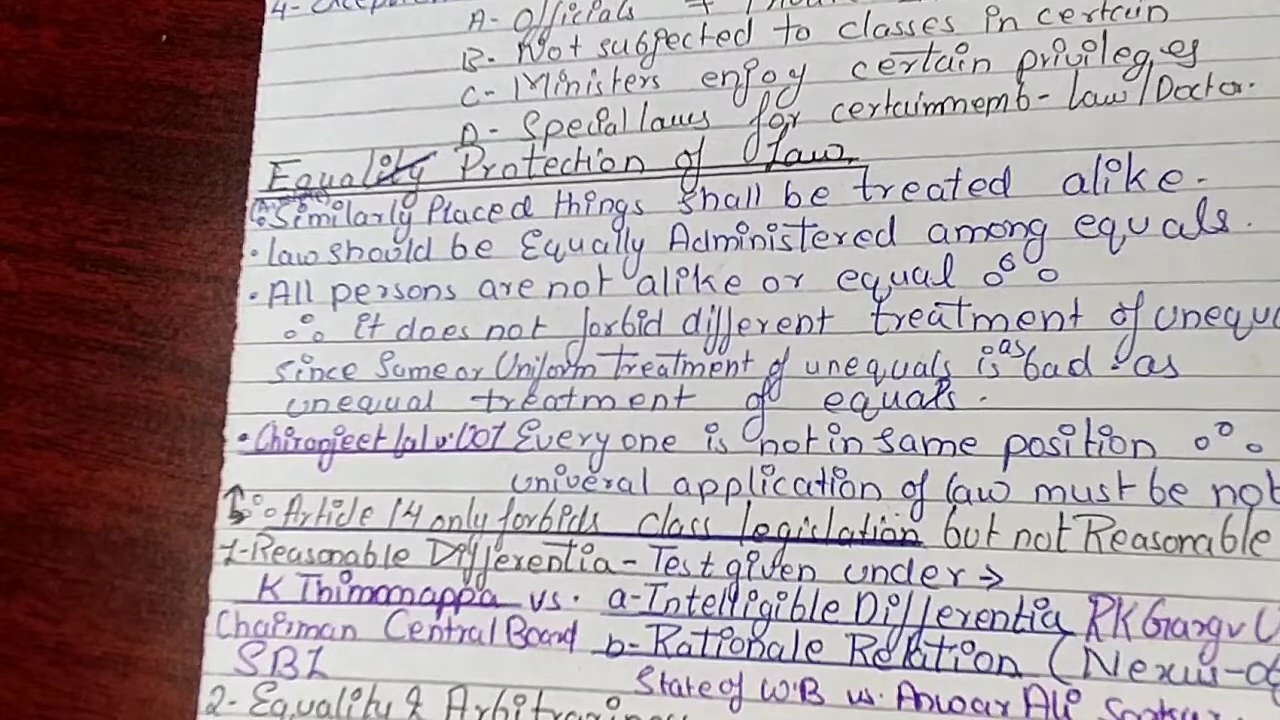 A- Officials
B- Not subjected to classes in certain
C- Ministers enjoy certain privileges
D- Special laws for certain memb- law/Doctor.
Equality Protection of law
Similarly Placed things shall be treated alike.
• law should be Equally Administered among equals.
• All persons are not alike or equal
∴ it does not forbid different treatment of unequ
since same or Uniform treatment of unequals is as bad as
unequal treatment of equals.
• Chiranjeet lal v. UOI Everyone is not in same position ∴
univeral application of law must be not
∴ Article 14 only forbids class legislation but not Reasonable
1- Reasonable Differentia - Test given under →
K Thimmappa vs. a- Intelligible Differentia RK Garg v U
Chairman Central Board b- Rationale Relation (Nexus-of
SBI State of W.B vs. Anwar Ali
2- Equality &